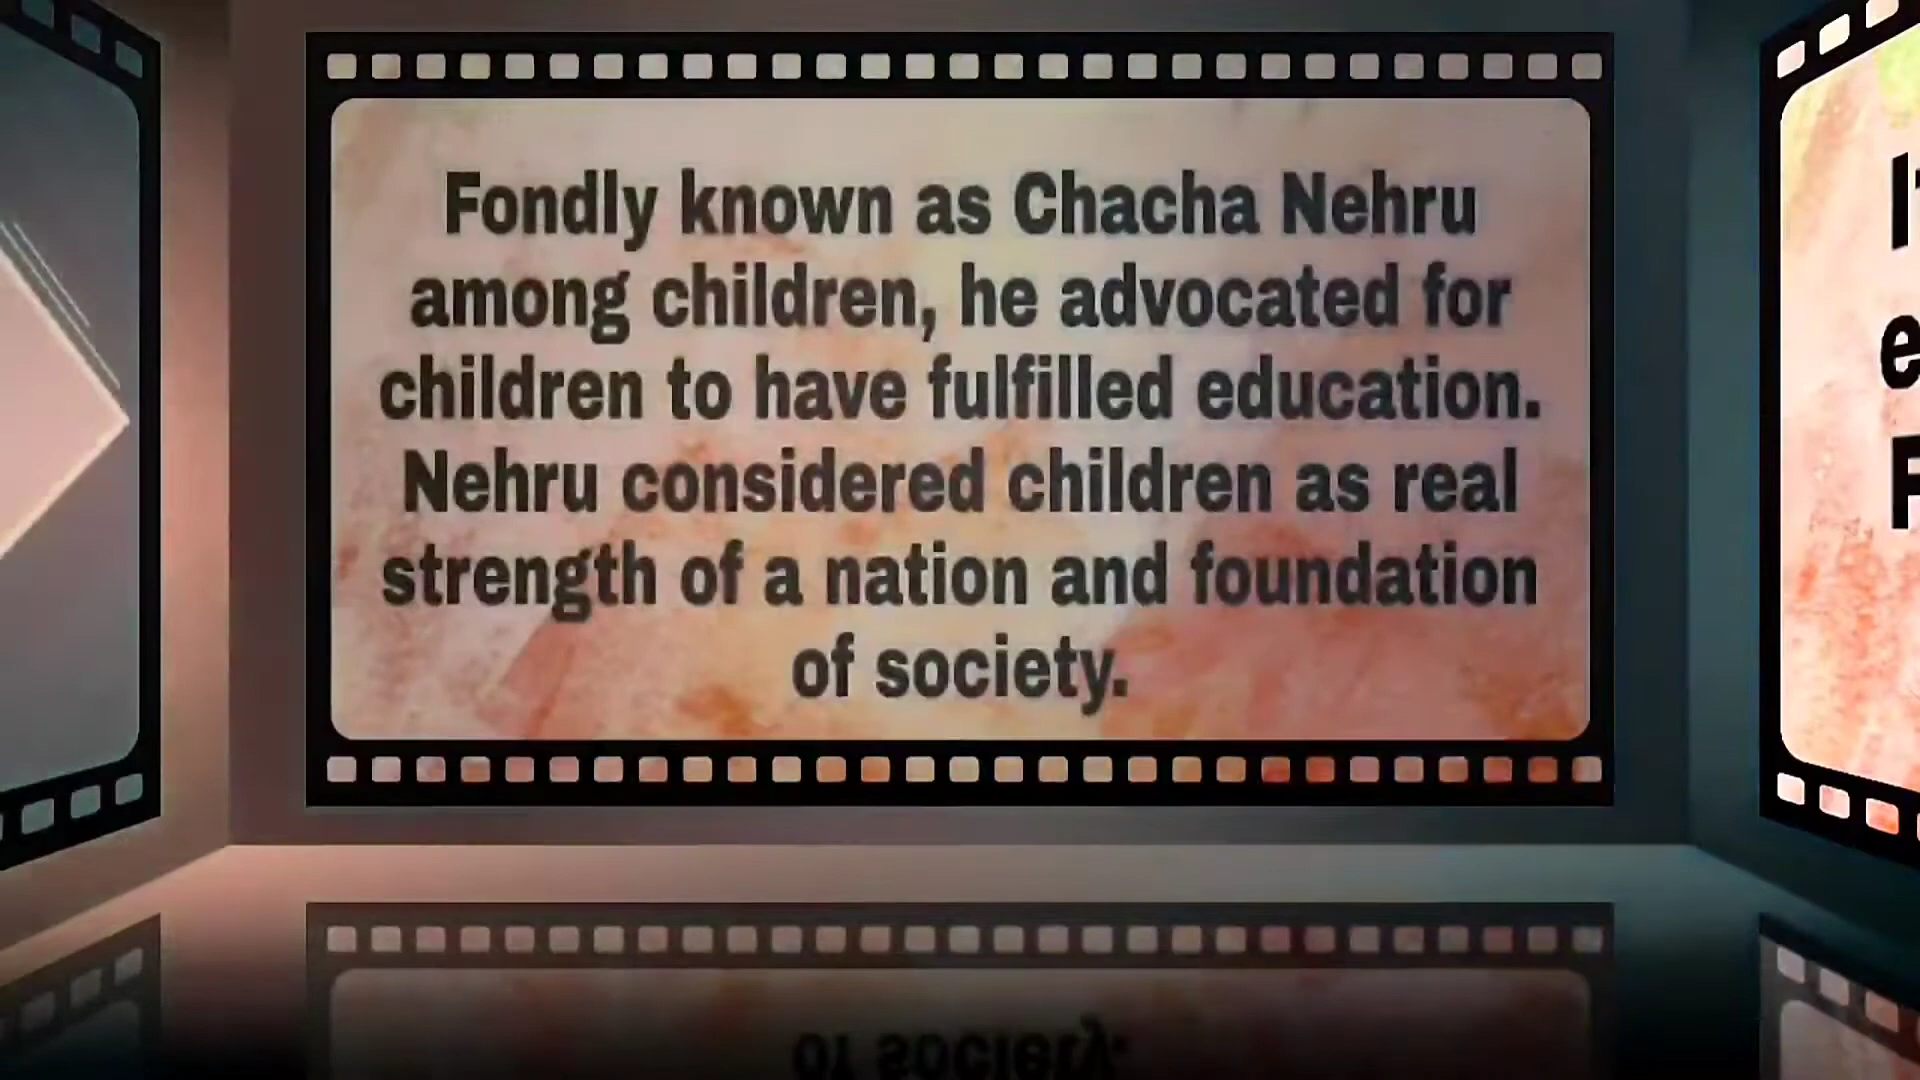 Fondly known as Chacha Nehru
among children, he advocated for
children to have fulfilled education.
Nehru considered children as real
strength of a nation and foundation
of society.